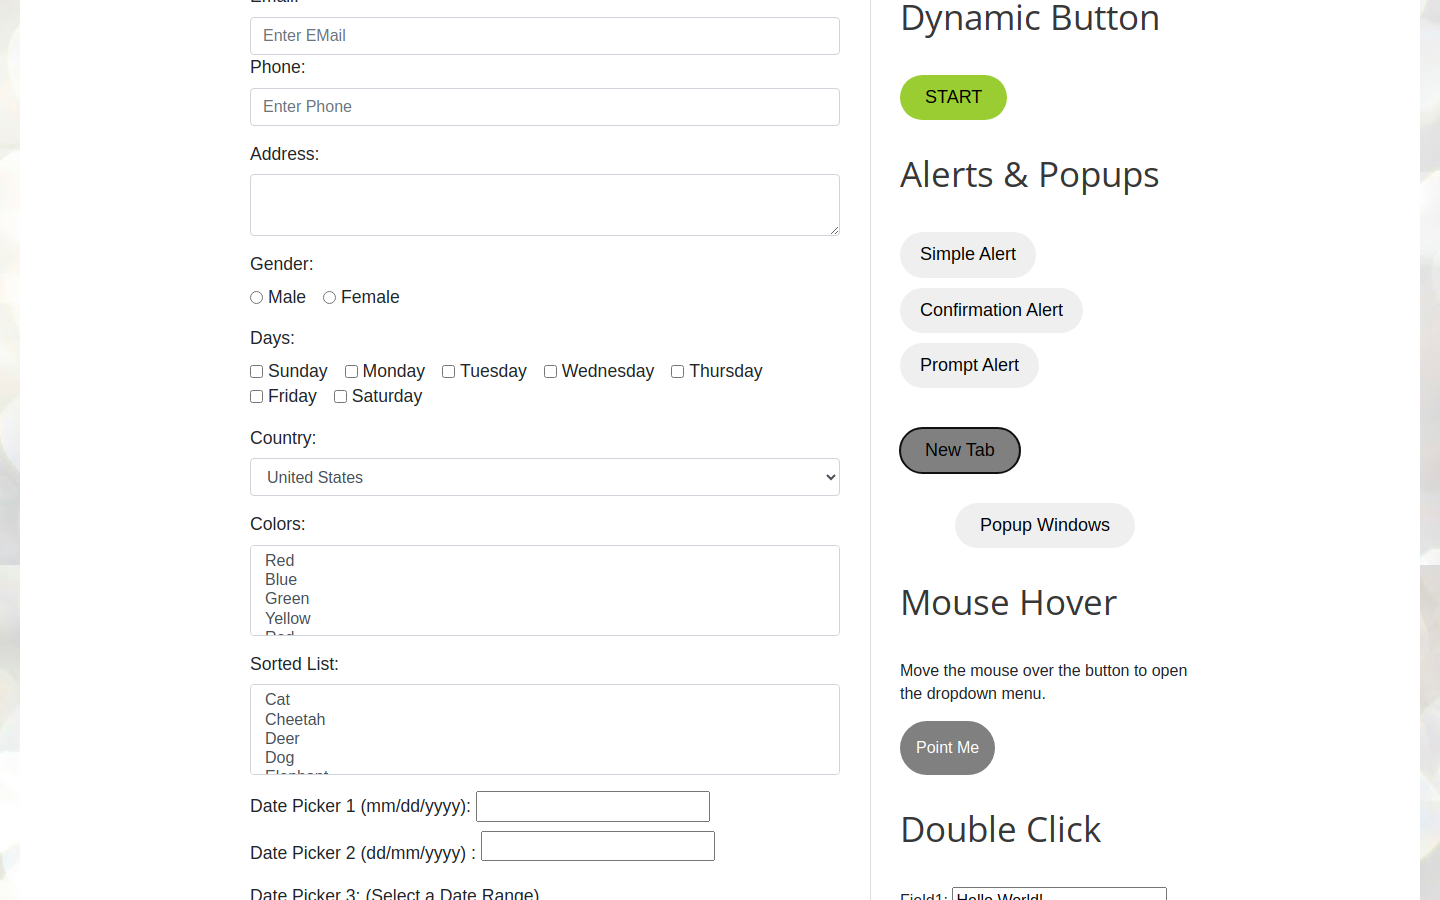 Enter EMail
Phone:
Enter Phone
Address:
Gender:
Male Female
Days:
Sunday Monday Tuesday Wednesday Thursday
Friday Saturday
Country:
United States
Colors:
Red
Blue
Green
Yellow
Sorted List:
Cat
Cheetah
Deer
Dog
Elephant
Date Picker 1 (mm/dd/yyyy):
Date Picker 2 (dd/mm/yyyy) :
Date Picker 3: (Select a Date Range)
Dynamic Button
START
Alerts & Popups
Simple Alert
Confirmation Alert
Prompt Alert
New Tab
Popup Windows
Mouse Hover
Move the mouse over the button to open
the dropdown menu.
Point Me
Double Click
Field1: Hello World!